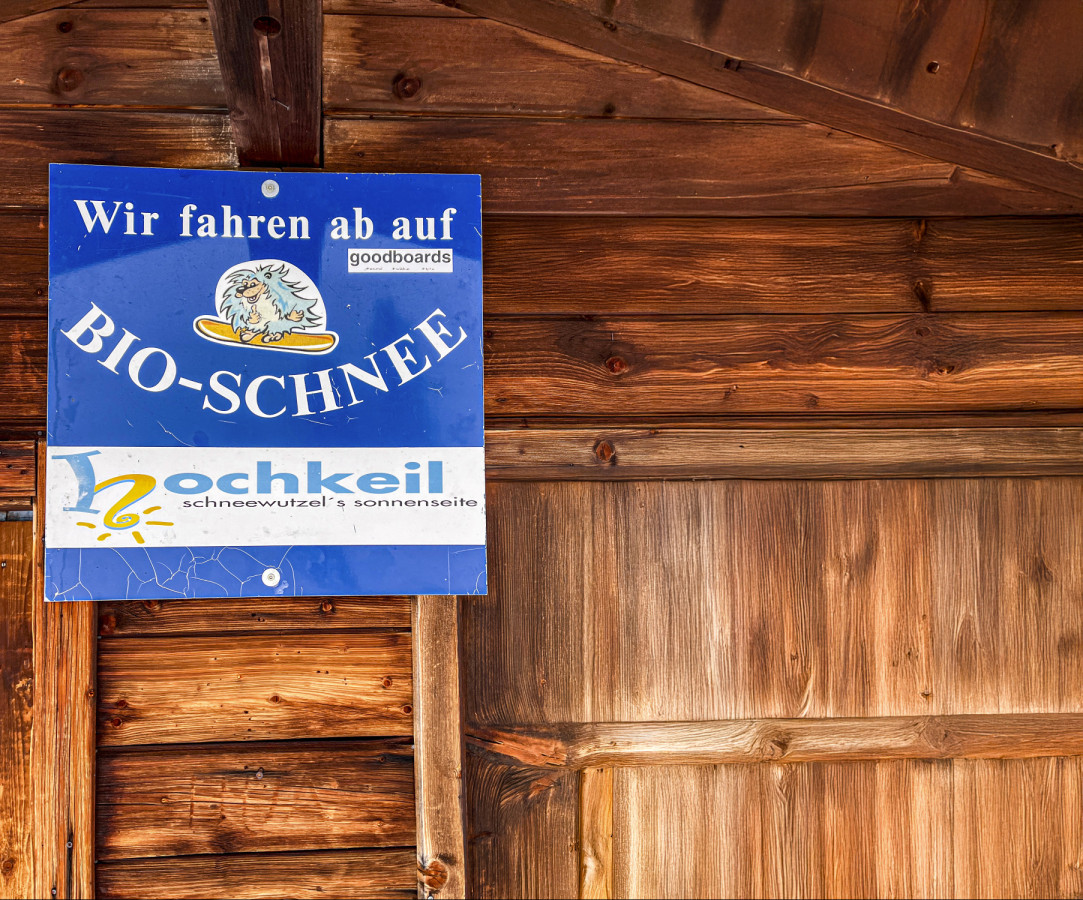 Wir fahren ab auf
goodboards
BIO-SCHNEE
hochkeil
schneewutzel´s sonnenseite